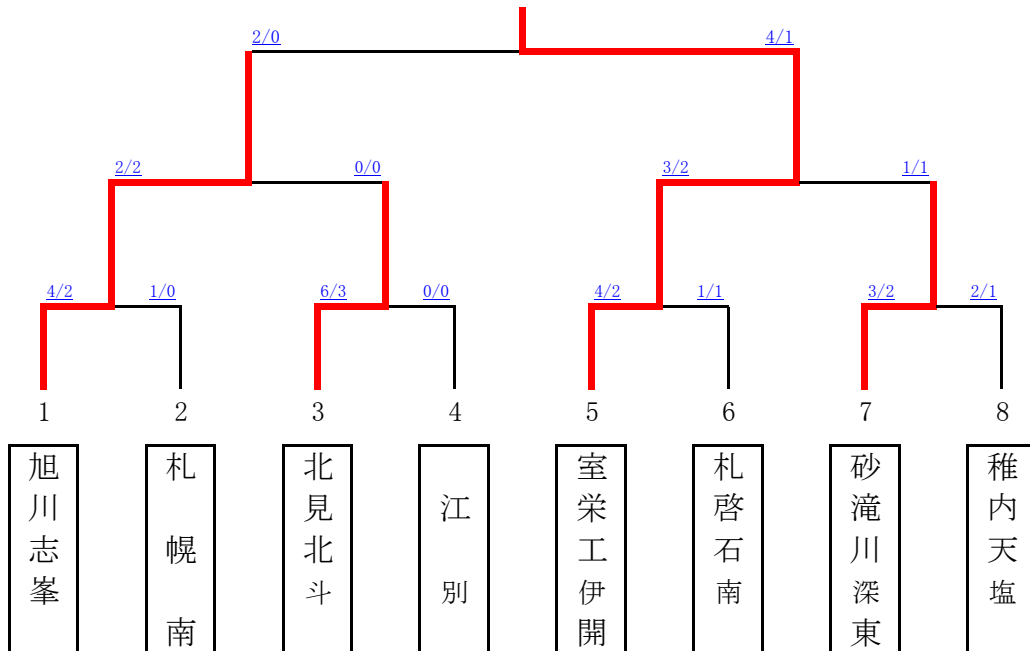 2/0
4/1
2/2
0/0
3/2
1/1
4/2
1/0
6/3
0/0
4/2
1/1
3/2
2/1
1
2
3
4
5
6
7
8
旭川志峯
札幌南
北見北斗
江別
室栄工伊開
札啓石南
砂滝川深東
稚内天塩